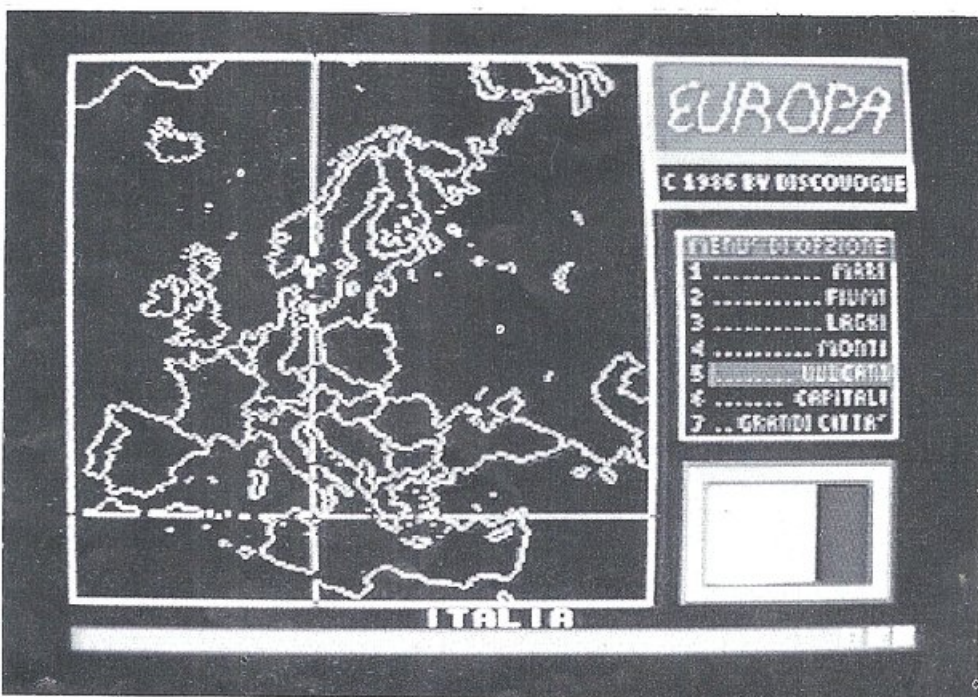 EUROPA
C 1986 BY DISCOVOGUE
MENU' DI OPZIONE
1 ........... MARI
2 ...........FIUMI
3 ...........LAGHI
4 ..........MONTI
5 ........ VULCANI
6 ....... CAPITALI
7 ..GRANDI CITTA'
ITALIA